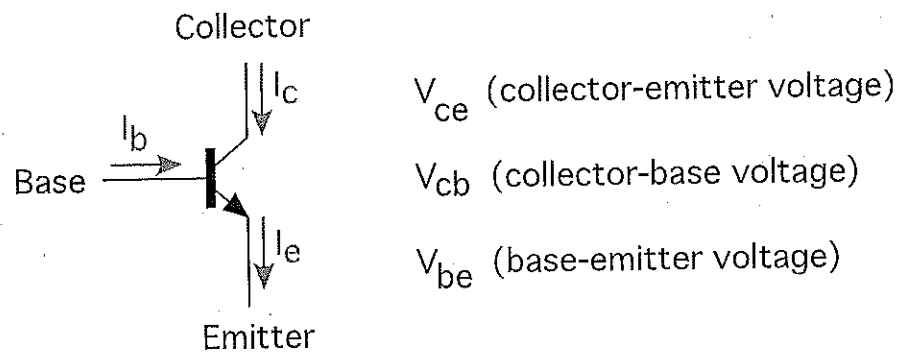 Collector
Ic
Vce (collector-emitter voltage)
Ib
Base
Vcb (collector-base voltage)
Ie
Vbe (base-emitter voltage)
Emitter